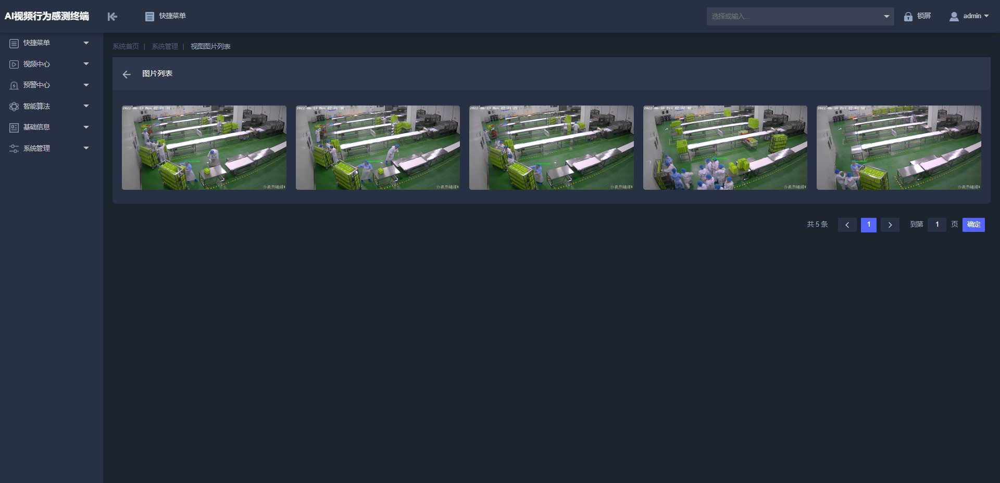 AI视频行为感测终端
快捷菜单
选择或输入...
锁屏
admin
快捷菜单
视频中心
预警中心
智能算法
基础信息
系统管理
系统首页 | 系统管理 | 视图图片列表
图片列表
共 5 条
1
到第 1 页 确定